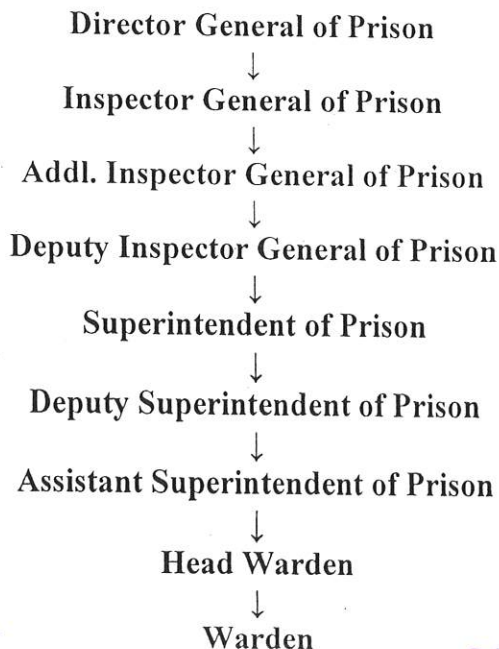 Director General of Prison
↓
Inspector General of Prison
↓
Addl. Inspector General of Prison
↓
Deputy Inspector General of Prison
↓
Superintendent of Prison
↓
Deputy Superintendent of Prison
↓
Assistant Superintendent of Prison
↓
Head Warden
↓
Warden